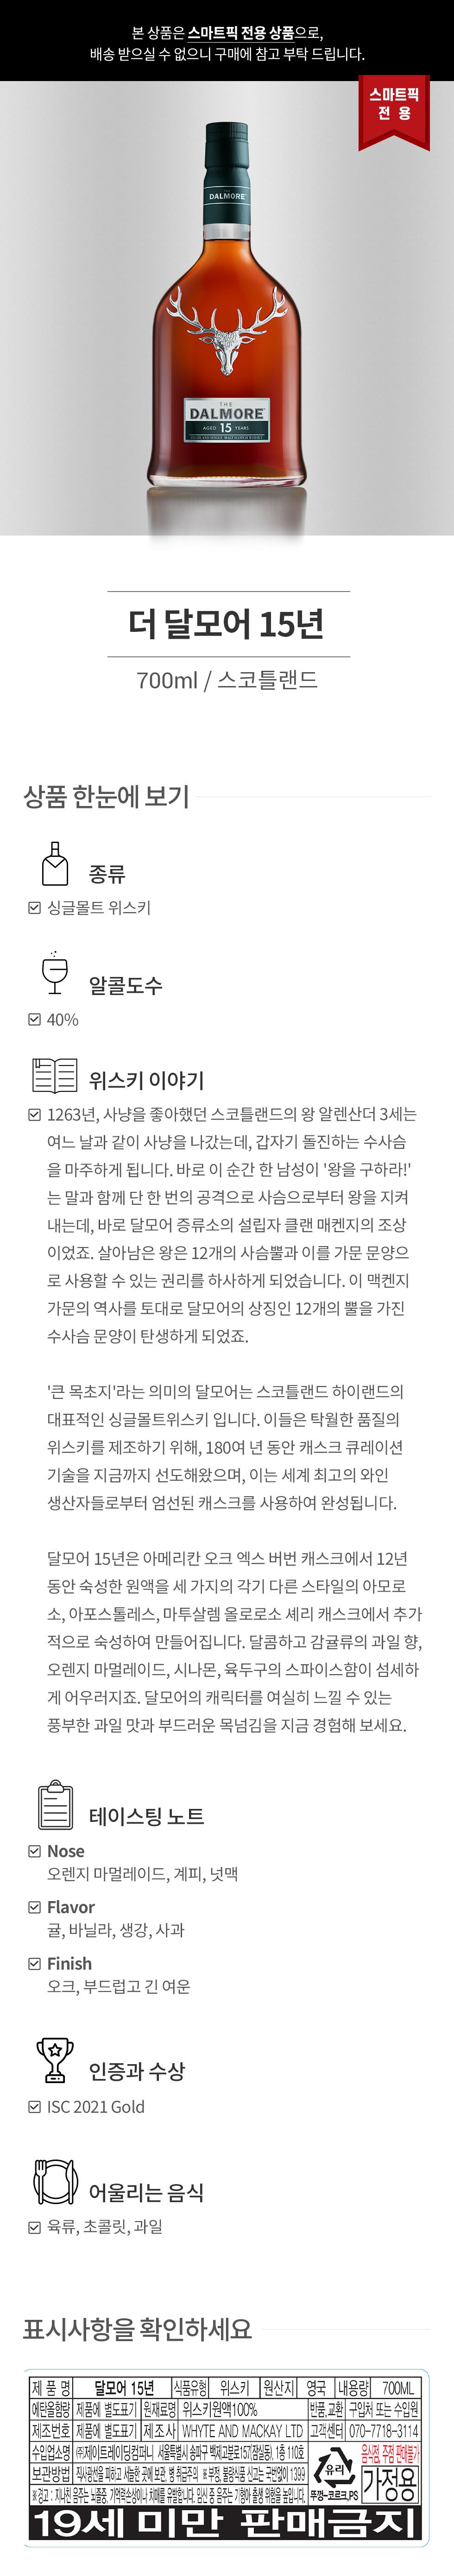 본 상품은 스마트픽 전용 상품으로,
배송 받으실 수 없으니 구매에 참고 부탁 드립니다.
스마트픽
전 용
THE
DALMORE
THE
DALMORE
AGED 15 YEARS
HIGHLAND SINGLE MALT SCOTCH WHISKY
더 달모어 15년
700ml / 스코틀랜드
상품 한눈에 보기
종류
싱글몰트 위스키
알콜도수
40%
위스키 이야기
1263년, 사냥을 좋아했던 스코틀랜드의 왕 알렌산더 3세는
여느 날과 같이 사냥을 나갔는데, 갑자기 돌진하는 수사슴
을 마주하게 됩니다. 바로 이 순간 한 남성이 '왕을 구하라!'
는 말과 함께 단 한 번의 공격으로 사슴으로부터 왕을 지켜
내는데, 바로 달모어 증류소의 설립자 클랜 매켄지의 조상
이었죠. 살아남은 왕은 12개의 사슴뿔과 이를 가문 문양으
로 사용할 수 있는 권리를 하사하게 되었습니다. 이 맥켄지
가문의 역사를 토대로 달모어의 상징인 12개의 뿔을 가진
수사슴 문양이 탄생하게 되었죠.
'큰 목초지'라는 의미의 달모어는 스코틀랜드 하이랜드의
대표적인 싱글몰트위스키 입니다. 이들은 탁월한 품질의
위스키를 제조하기 위해, 180여 년 동안 캐스크 큐레이션
기술을 지금까지 선도해왔으며, 이는 세계 최고의 와인
생산자들로부터 엄선된 캐스크를 사용하여 완성됩니다.
달모어 15년은 아메리칸 오크 엑스 버번 캐스크에서 12년
동안 숙성한 원액을 세 가지의 각기 다른 스타일의 아모로
소, 아포스톨레스, 마투살렘 올로로소 셰리 캐스크에서 추가
적으로 숙성하여 만들어집니다. 달콤하고 감귤류의 과일 향,
오렌지 마멀레이드, 시나몬, 육두구의 스파이스함이 섬세하
게 어우러지죠. 달모어의 캐릭터를 여실히 느낄 수 있는
풍부한 과일 맛과 부드러운 목넘김을 지금 경험해 보세요.
테이스팅 노트
Nose
오렌지 마멀레이드, 계피, 넛맥
Flavor
귤, 바닐라, 생강, 사과
Finish
오크, 부드럽고 긴 여운
인증과 수상
ISC 2021 Gold
어울리는 음식
육류, 초콜릿, 과일
표시사항을 확인하세요
제 품 명 달모어 15년 식품유형 위스키 원산지 영국 내용량 700ML
에탄올함량 제품에 별도표기 원재료명 위스키원액100% 반품,교환 구입처 또는 수입원
제조번호 제품에 별도표기 제조사 WHYTE AND MACKAY LTD 고객센터 070-7718-3114
수입업소명 ㈜제이트레이딩컴퍼니 서울특별시 송파구 백제고분로15길(잠실동), 1층 110호
보관방법 직사광선을 피하고 서늘한 곳에 보관, 병 취급주의 ※부정, 불량식품 신고는 국번없이 1399
※경고 : 지나친 음주는 뇌졸중, 기억력손상이나 치매를 유발합니다. 임신 중 음주는 기형아 출생 위험을 높입니다.
유리
뚜껑-코르크,PS
음식점, 주점 판매불가
가정용
19세 미만 판매금지